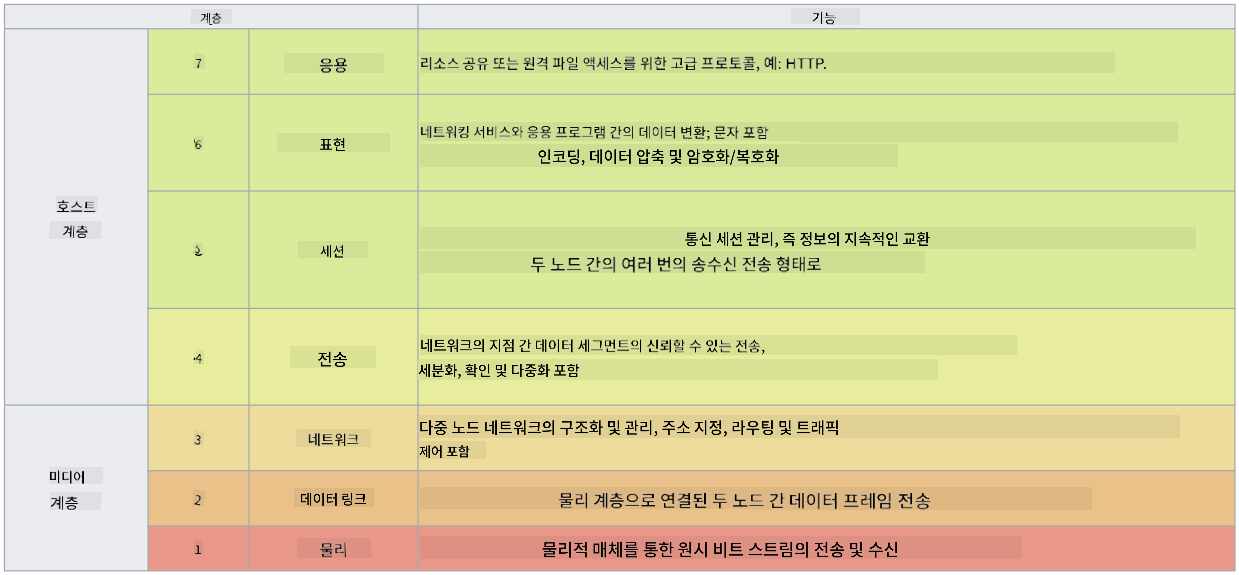 계층
기능
호스트
계층
7
응용
리소스 공유 또는 원격 파일 액세스를 위한 고급 프로토콜, 예: HTTP.
6
표현
네트워킹 서비스와 응용 프로그램 간의 데이터 변환; 문자 포함
인코딩, 데이터 압축 및 암호화/복호화
5
세션
통신 세션 관리, 즉 정보의 지속적인 교환
두 노드 간의 여러 번의 송수신 전송 형태로
4
전송
네트워크의 지점 간 데이터 세그먼트의 신뢰할 수 있는 전송,
세분화, 확인 및 다중화 포함
미디어
계층
3
네트워크
다중 노드 네트워크의 구조화 및 관리, 주소 지정, 라우팅 및 트래픽
제어 포함
2
데이터 링크
물리 계층으로 연결된 두 노드 간 데이터 프레임 전송
1
물리
물리적 매체를 통한 원시 비트 스트림의 전송 및 수신